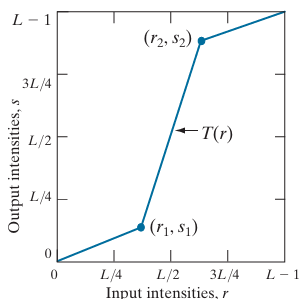 L − 1
(r₂, s₂)
3L/4
Output intensities, s
L/2
T(r)
L/4
(r₁, s₁)
0
0 L/4 L/2 3L/4 L − 1
Input intensities, r